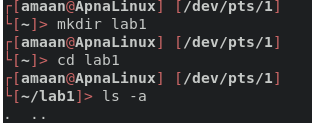 ┌[amaan@ApnaLinux] [/dev/pts/1]
└[~]> mkdir lab1
┌[amaan@ApnaLinux] [/dev/pts/1]
└[~]> cd lab1
┌[amaan@ApnaLinux] [/dev/pts/1]
└[~/lab1]> ls -a
.  ..